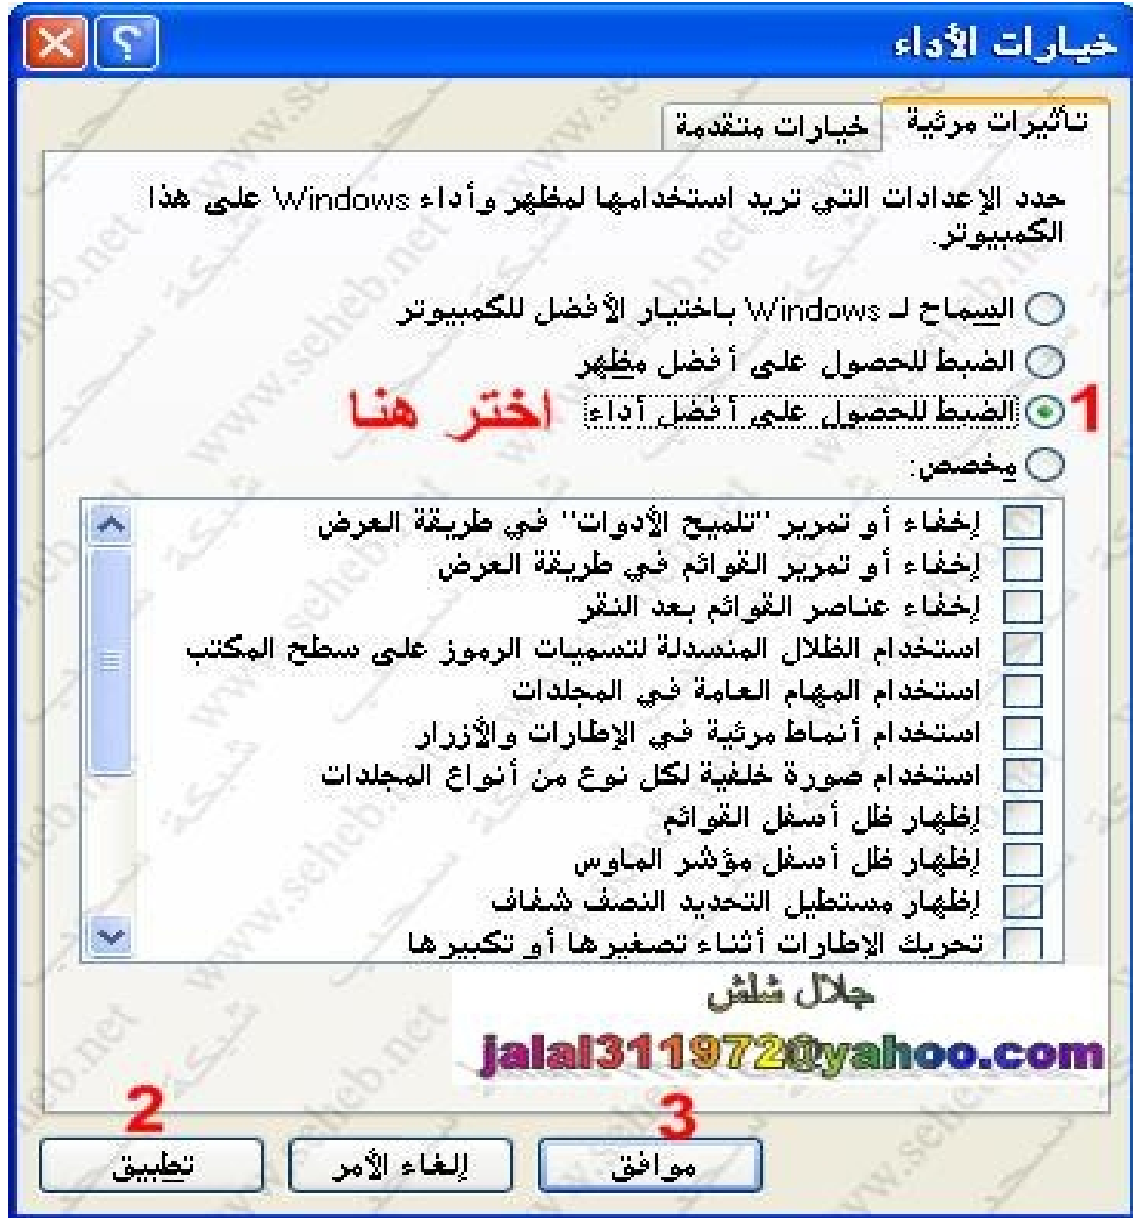 خيارات الأداء
تأثيرات مرئية
خيارات متقدمة
حدد الإعدادات التي تريد استخدامها لمظهر وأداء Windows على هذا
الكمبيوتر.
السماح لـ Windows باختيار الأفضل للكمبيوتر
الضبط للحصول على أفضل مظهر
1 الضبط للحصول على أفضل أداء اختر هنا
مخصص:
إخفاء أو تمرير "تلميح الأدوات" في طريقة العرض
إخفاء أو تمرير القوائم في طريقة العرض
إخفاء عناصر القوائم بعد النقر
استخدام الظلال المنسدلة لتسميات الرموز على سطح المكتب
استخدام المهام العامة في المجلدات
استخدام أنماط مرئية في الإطارات والأزرار
استخدام صورة خلفية لكل نوع من أنواع المجلدات
إظهار ظل أسفل القوائم
إظهار ظل أسفل مؤشر الماوس
إظهار مستطيل التحديد النصف شفاف
تحريك الإطارات أثناء تصغيرها أو تكبيرها
جلال شلش
jalal311972@yahoo.com
3 2
موافق إلغاء الأمر تطبيق
شبكة سحب www.scheb.net